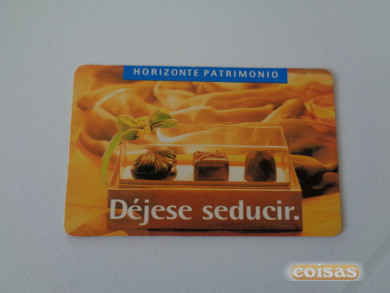 HORIZONTE PATRIMONIO
Déjese seducir.
coisas